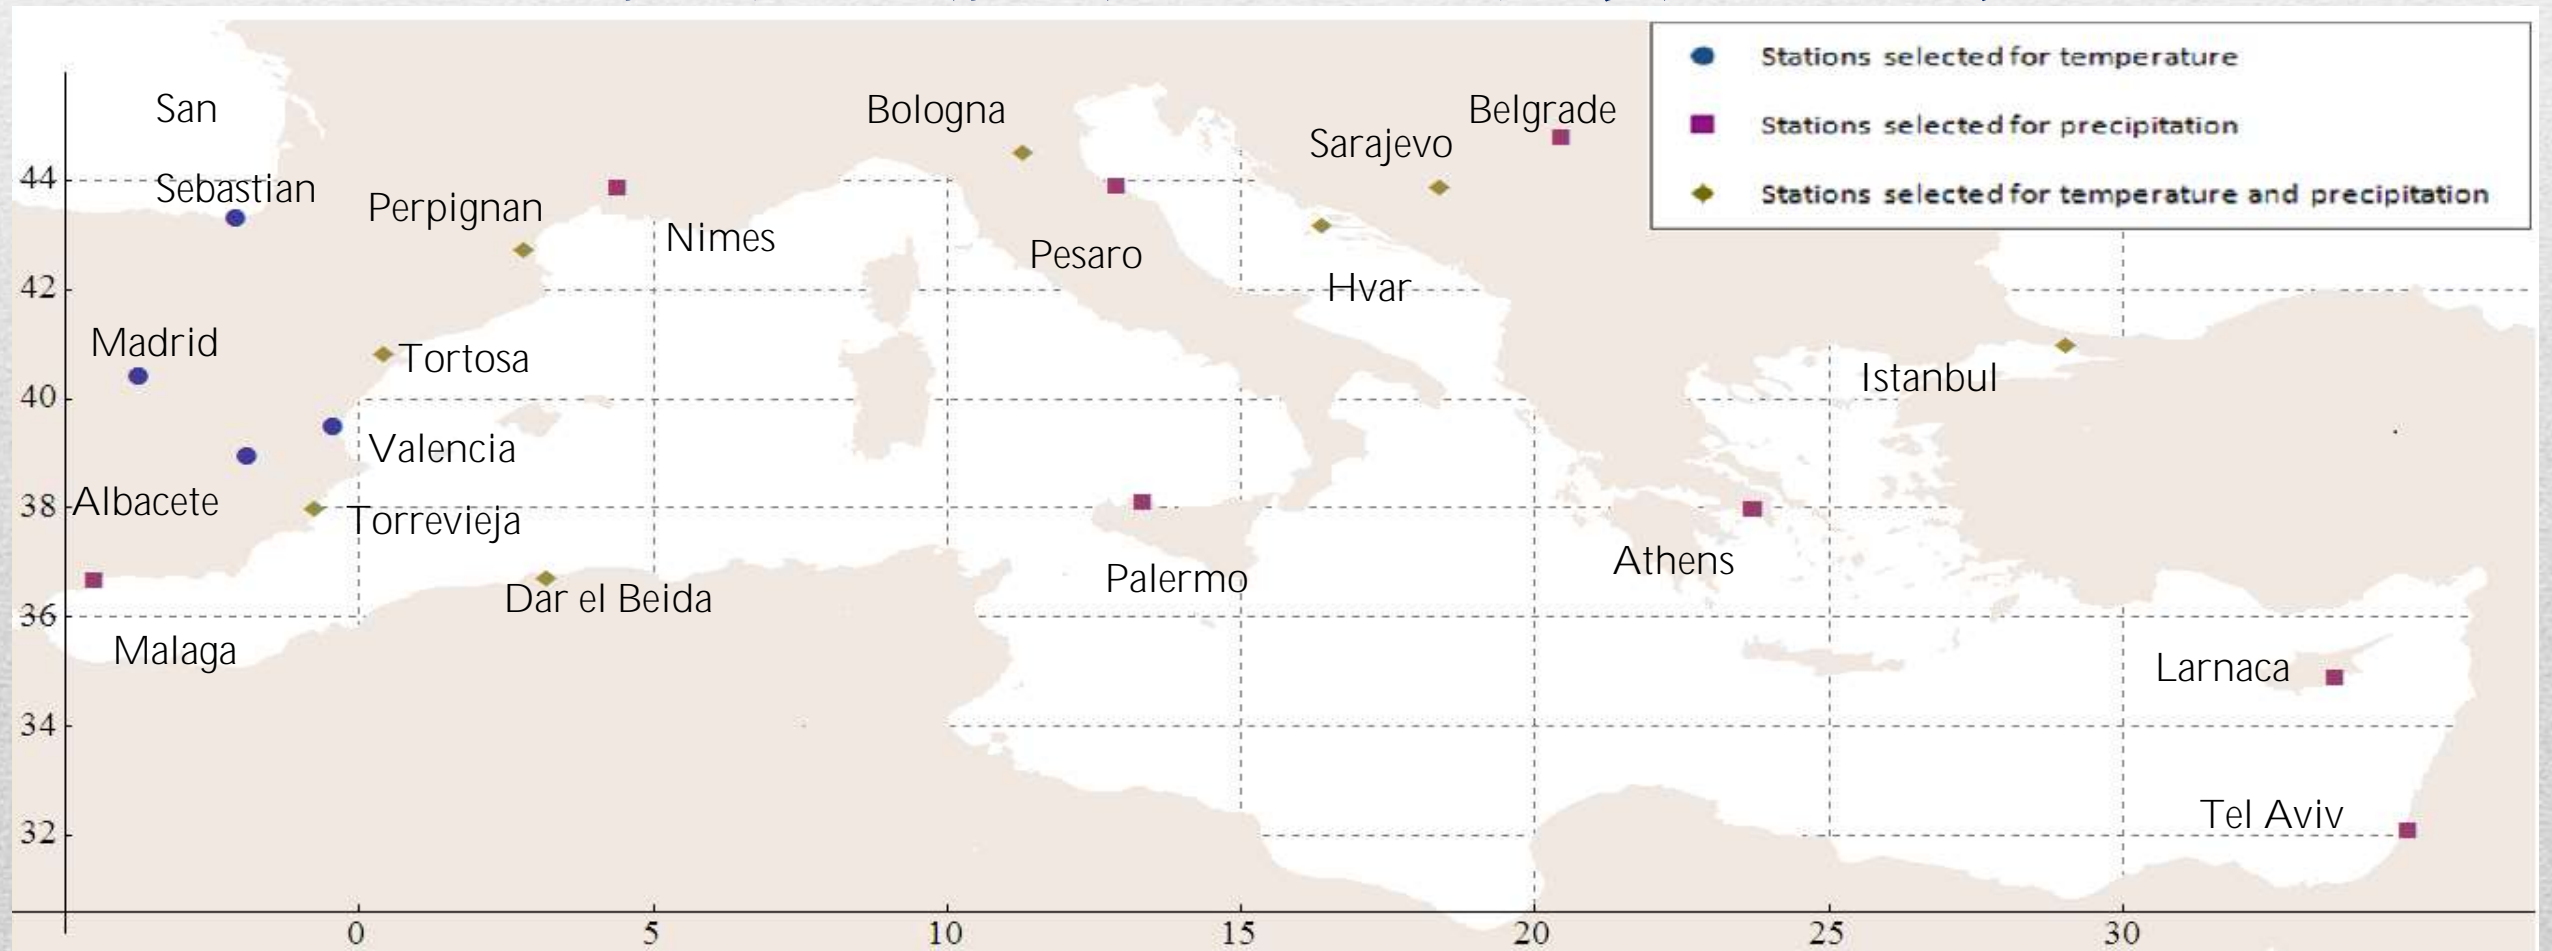 Stations selected for temperature
Stations selected for precipitation
Stations selected for temperature and precipitation
San
Sebastian
Bologna
Belgrade
Sarajevo
Perpignan
Nimes
Pesaro
Hvar
Madrid
Tortosa
Istanbul
Valencia
Albacete
Torrevieja
Dar el Beida
Palermo
Athens
Malaga
Larnaca
Tel Aviv
44
42
40
38
36
34
32
0 5 10 15 20 25 30